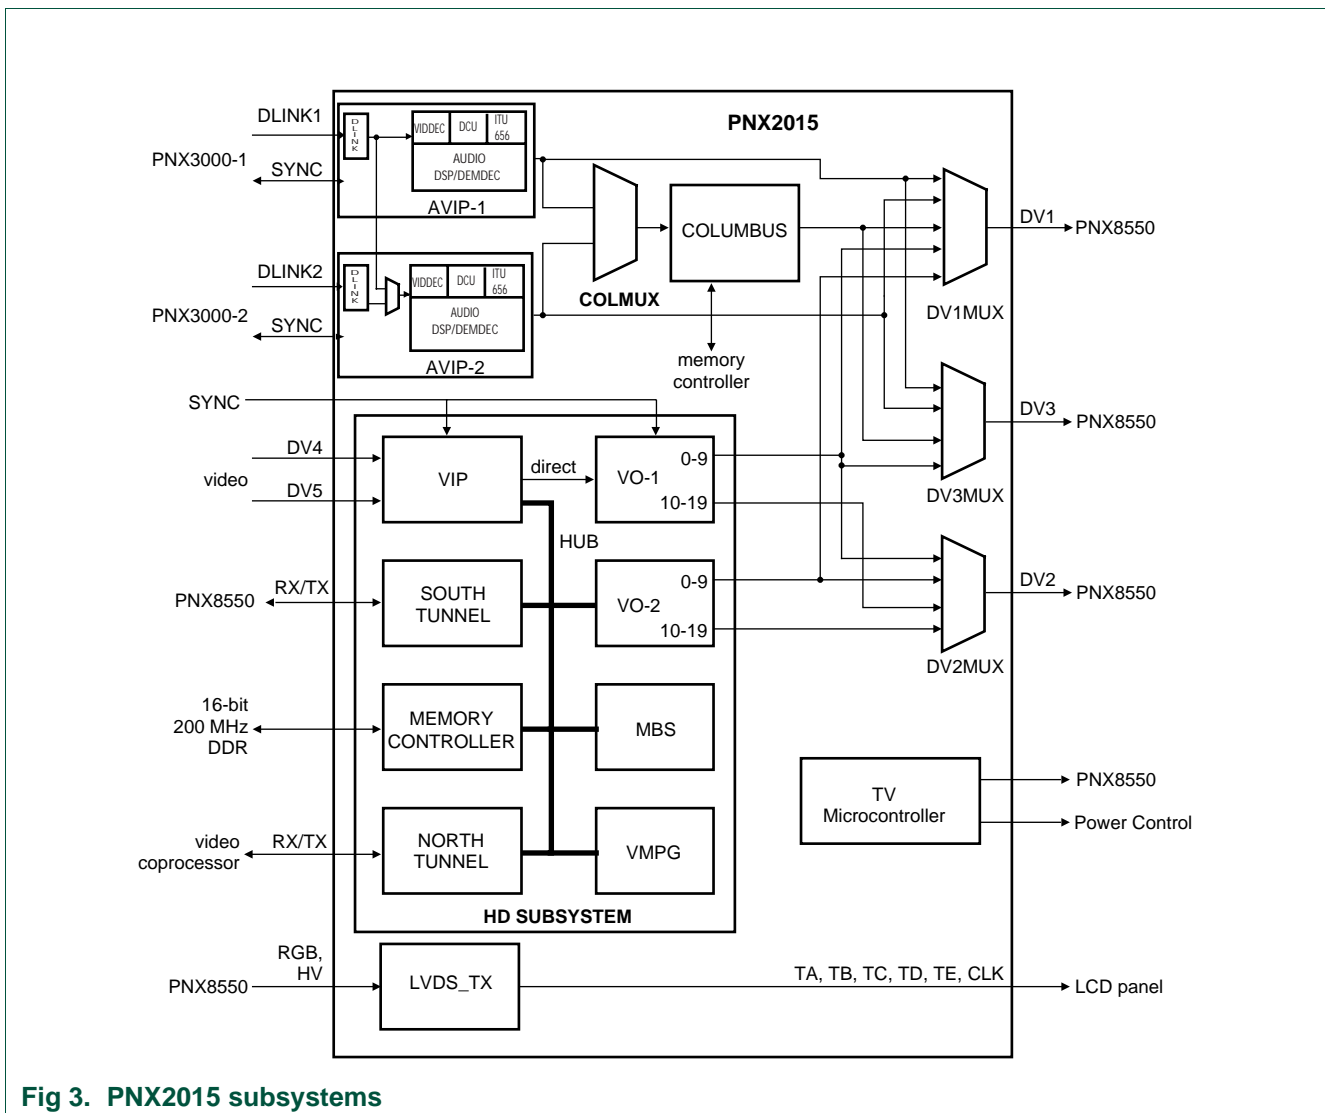 PNX2015
DLINK1
PNX3000-1
SYNC
DLINK
VIDDEC
DCU
ITU
656
AUDIO
DSP/DEMDEC
AVIP-1
DLINK2
PNX3000-2
SYNC
DLINK
VIDDEC
DCU
ITU
656
AUDIO
DSP/DEMDEC
AVIP-2
COLMUX
COLUMBUS
memory
controller
DV1
PNX8550
DV1MUX
DV3
PNX8550
DV3MUX
DV2
PNX8550
DV2MUX
SYNC
DV4
video
DV5
VIP
direct
VO-1
0-9
10-19
HUB
PNX8550
RX/TX
SOUTH
TUNNEL
VO-2
0-9
10-19
16-bit
200 MHz
DDR
MEMORY
CONTROLLER
MBS
video
coprocessor
RX/TX
NORTH
TUNNEL
VMPG
HD SUBSYSTEM
TV
Microcontroller
PNX8550
Power Control
RGB,
HV
PNX8550
LVDS_TX
TA, TB, TC, TD, TE, CLK
LCD panel
Fig 3. PNX2015 subsystems